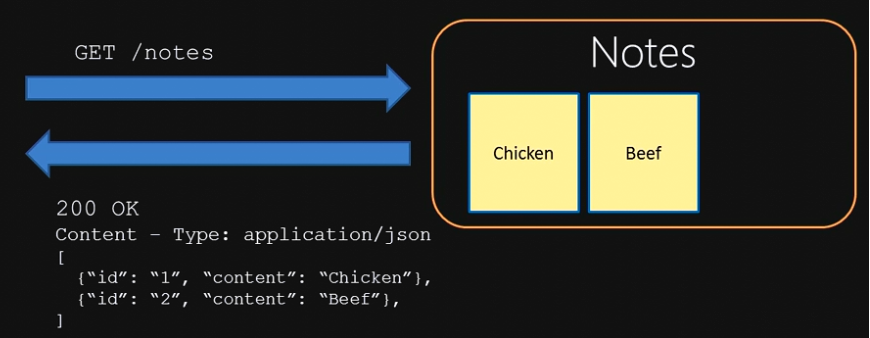 GET /notes
Notes
Chicken
Beef
200 OK
Content – Type: application/json
[
{“id”: “1”, “content”: “Chicken”},
{“id”: “2”, “content”: “Beef”},
]